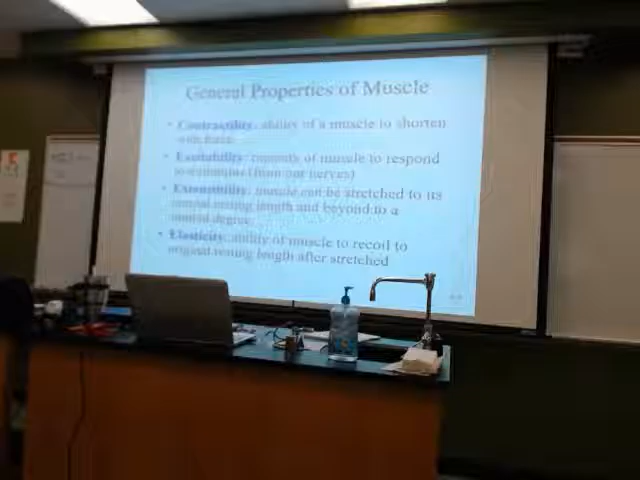 General Properties of Muscle
• Contractility: ability of a muscle to shorten
with force
• Excitability: capacity of muscle to respond
to a stimulus (from our nerves)
• Extensibility: muscle can be stretched to its
normal resting length and beyond to a
limited degree
• Elasticity: ability of muscle to recoil to
original resting length after stretched